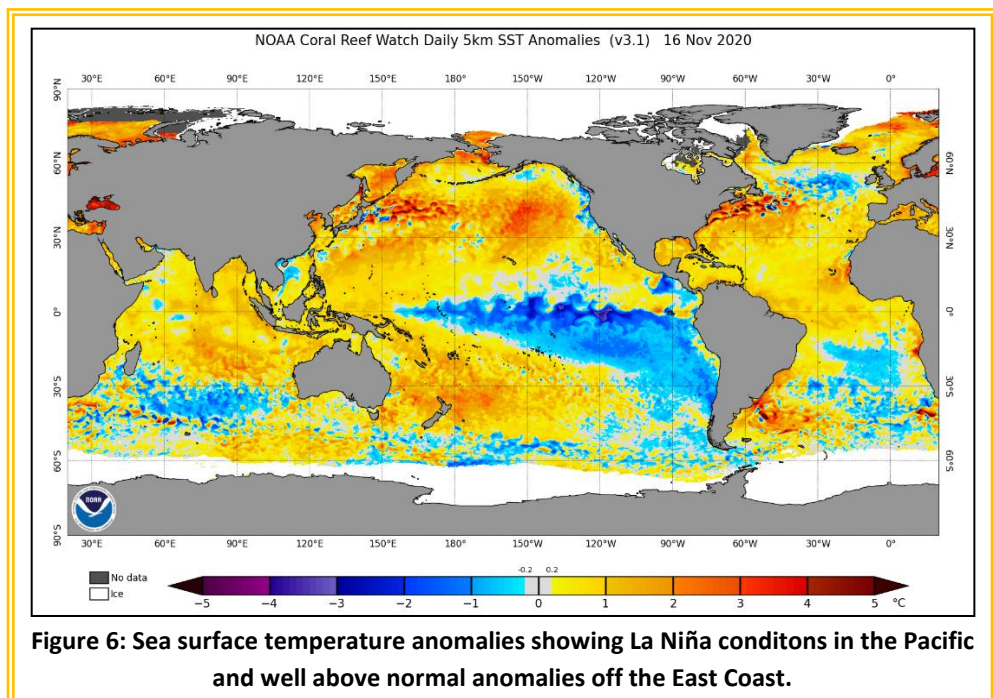 NOAA Coral Reef Watch Daily 5km SST Anomalies (v3.1) 16 Nov 2020
30°E 60°E 90°E 120°E 150°E 180° 150°W 120°W 90°W 60°W 30°W 0°
90°N 90°N
60°N 60°N
30°N 30°N
0° 0°
30°S 30°S
60°S 60°S
NOAA
90°S 90°S
30°E 60°E 90°E 120°E 150°E 180° 150°W 120°W 90°W 60°W 30°W 0°
-0.2 0.2
No data
Ice
−5 −4 −3 −2 −1 0 1 2 3 4 5 °C
Figure 6: Sea surface temperature anomalies showing La Niña conditons in the Pacific
and well above normal anomalies off the East Coast.